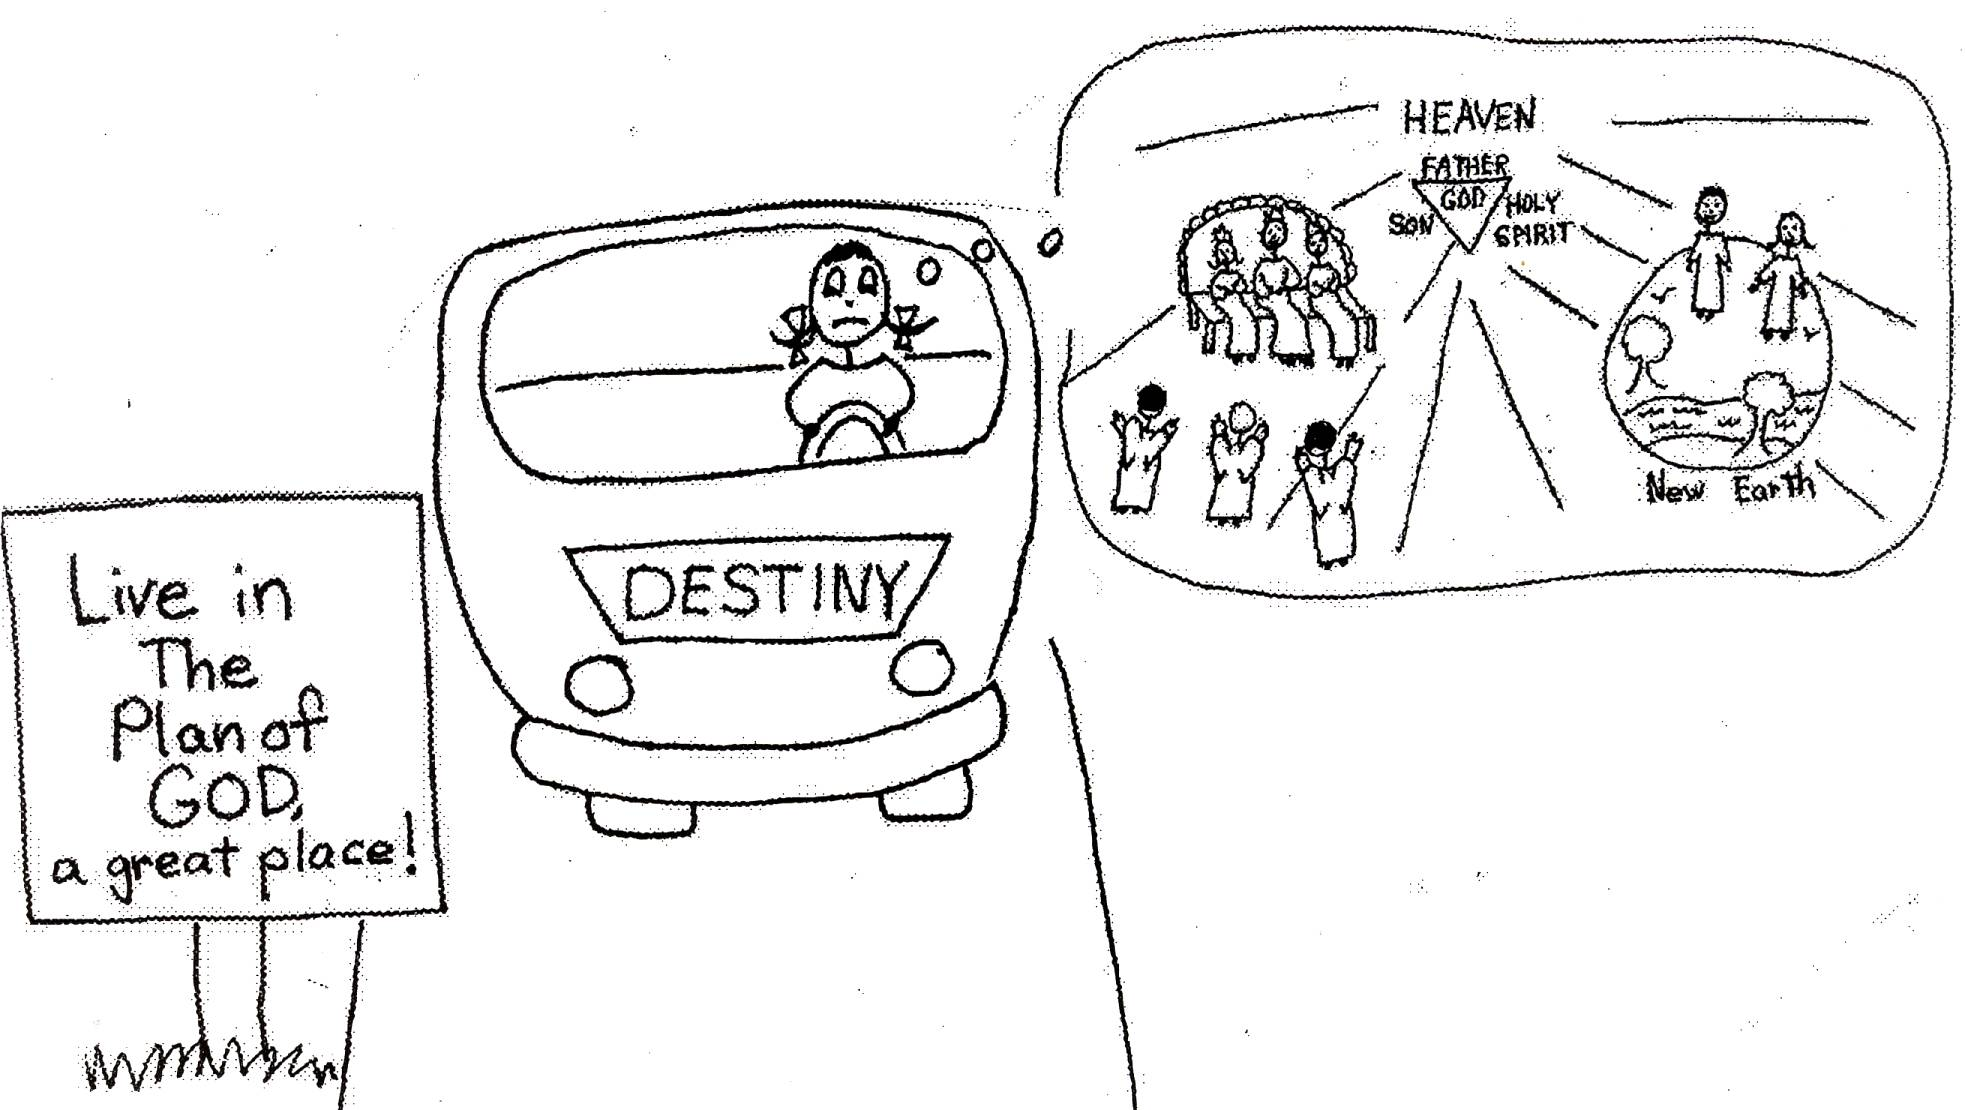 HEAVEN
FATHER
GOD
SON
HOLY
SPIRIT
New Earth
DESTINY
Live in
The
Plan of
GOD,
a great place!